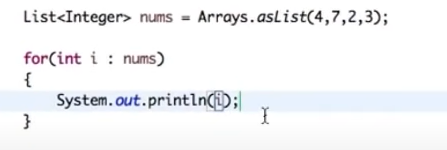 List<Integer> nums = Arrays.asList(4,7,2,3);
for(int i : nums)
{
System.out.println(i);
}